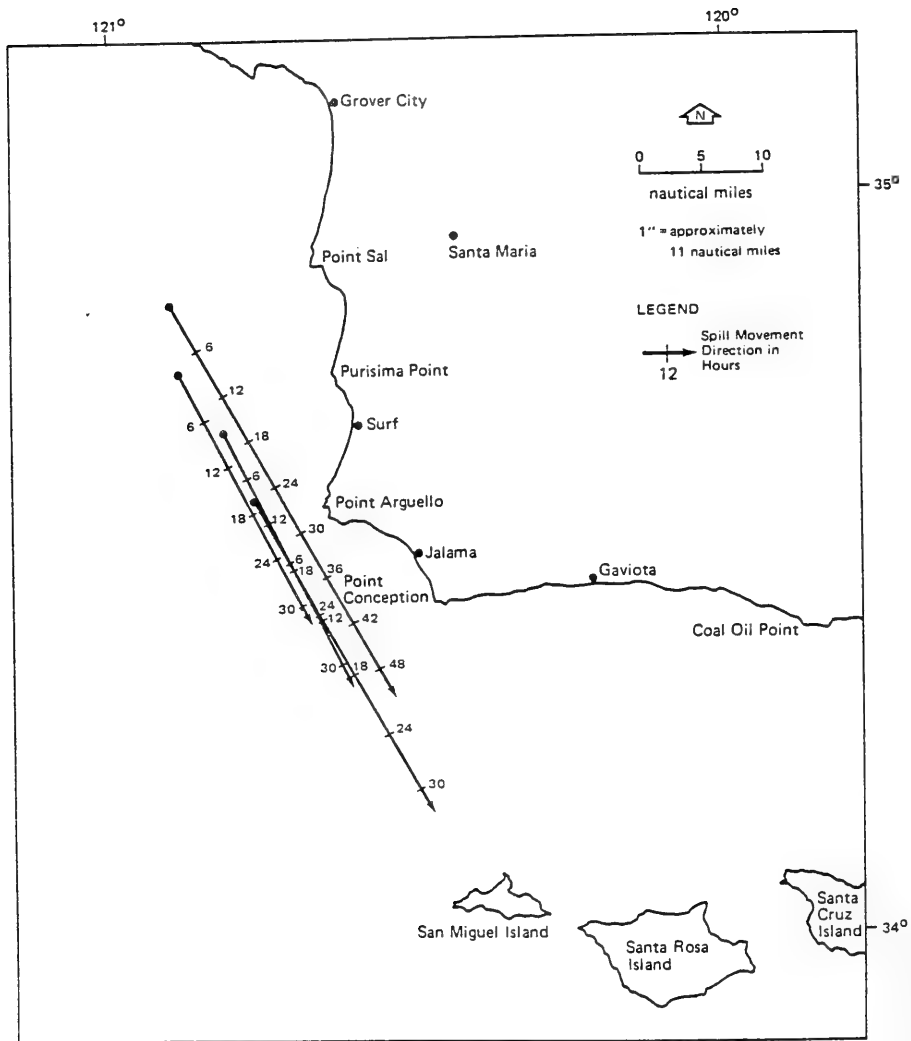 121°
120°
Grover City
N
0 5 10
nautical miles
35°
1" = approximately
11 nautical miles
Point Sal
Santa Maria
LEGEND
Spill Movement
Direction in
Hours
12
Purisima Point
Surf
Point Arguello
Jalama
Gaviota
Point
Conception
Coal Oil Point
6
12
18
24
30
36
42
48
6
12
18
24
30
6
12
18
24
30
6
12
18
24
30
San Miguel Island
Santa Rosa
Island
Santa
Cruz
Island
34°